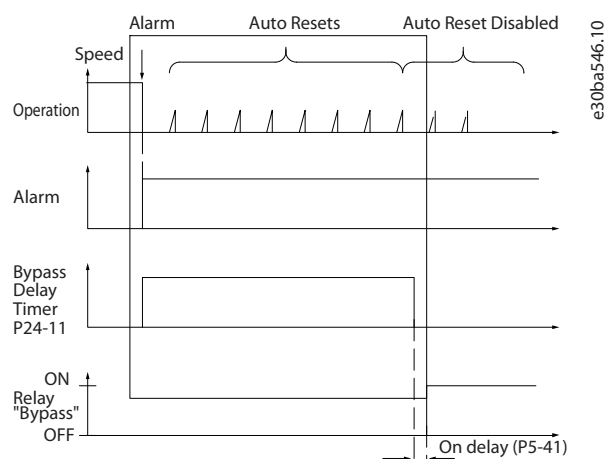 Alarm Auto Resets Auto Reset Disabled
Speed
Operation
Alarm
Bypass
Delay
Timer
P24-11
ON
Relay
"Bypass"
OFF
On delay (P5-41)
e30ba546.10